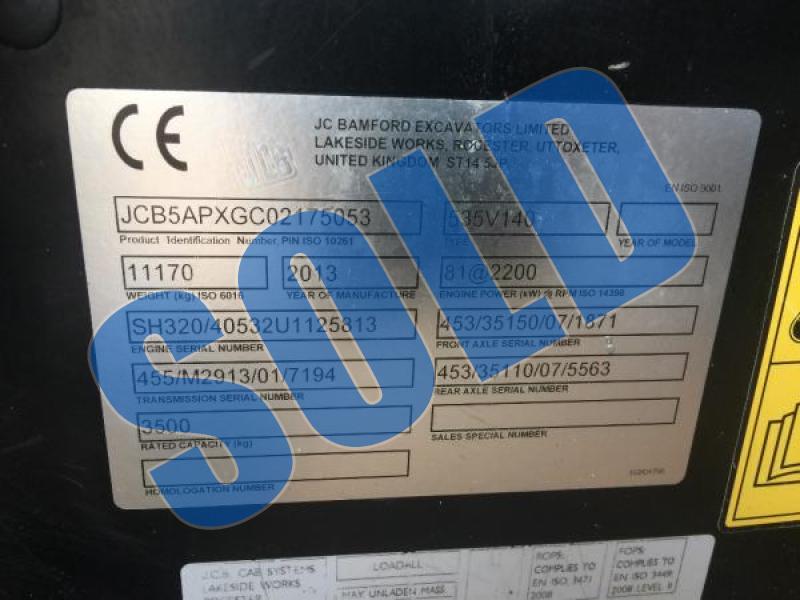 CE
JC BAMFORD EXCAVATORS LIMITED
LAKESIDE WORKS, ROCESTER, UTTOXETER,
UNITED KINGDOM ST14 5JP
EN ISO 9001
JCB5APXGC02175053 535V140
Product Identification Number, PIN ISO 10261 TYPE YEAR OF MODEL
11170 2013 81@2200
WEIGHT (kg) ISO 6016 YEAR OF MANUFACTURE ENGINE POWER (kW) @ RPM ISO 14396
SH320/40532U1125813 453/35150/07/1871
ENGINE SERIAL NUMBER FRONT AXLE SERIAL NUMBER
455/M2913/01/7194 453/35110/07/5563
TRANSMISSION SERIAL NUMBER REAR AXLE SERIAL NUMBER
3500
RATED CAPACITY (kg) SALES SPECIAL NUMBER
HOMOLOGATION NUMBER
SOLD
J.C.B. CAB SYSTEMS LOADALL ROPS: FOPS:
LAKESIDE WORKS COMPLIES TO COMPLIES TO
ROCESTER MAY UNLADEN MASS EN ISO, 3471 EN ISO 3449,
2008 2008 LEVEL II